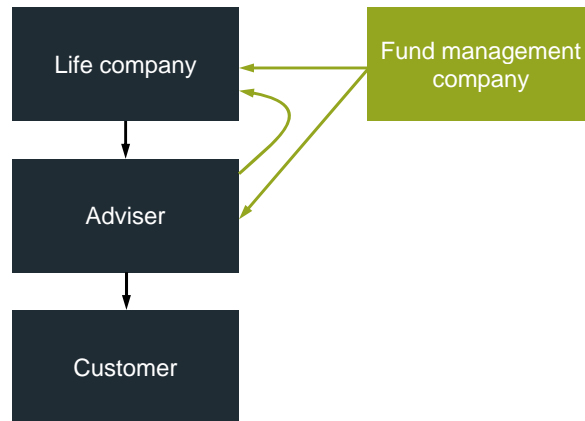 Life company
Fund management
company
Adviser
Customer